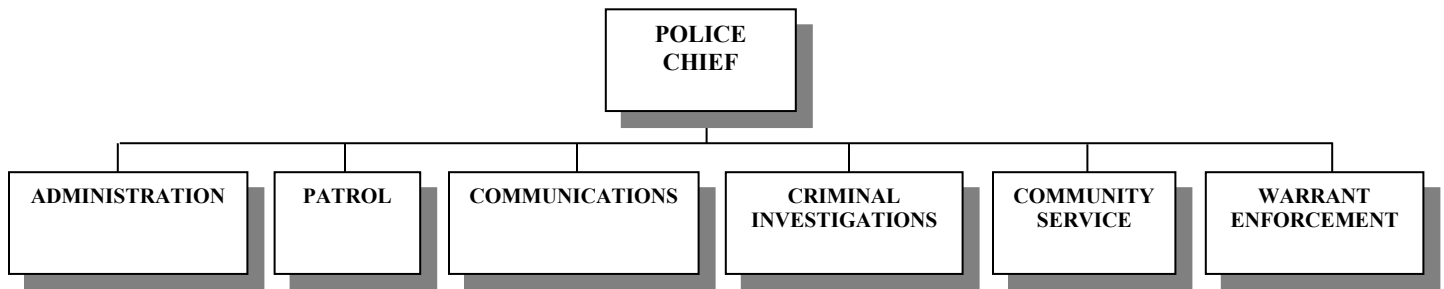 POLICE
CHIEF
ADMINISTRATION
PATROL
COMMUNICATIONS
CRIMINAL
INVESTIGATIONS
COMMUNITY
SERVICE
WARRANT
ENFORCEMENT